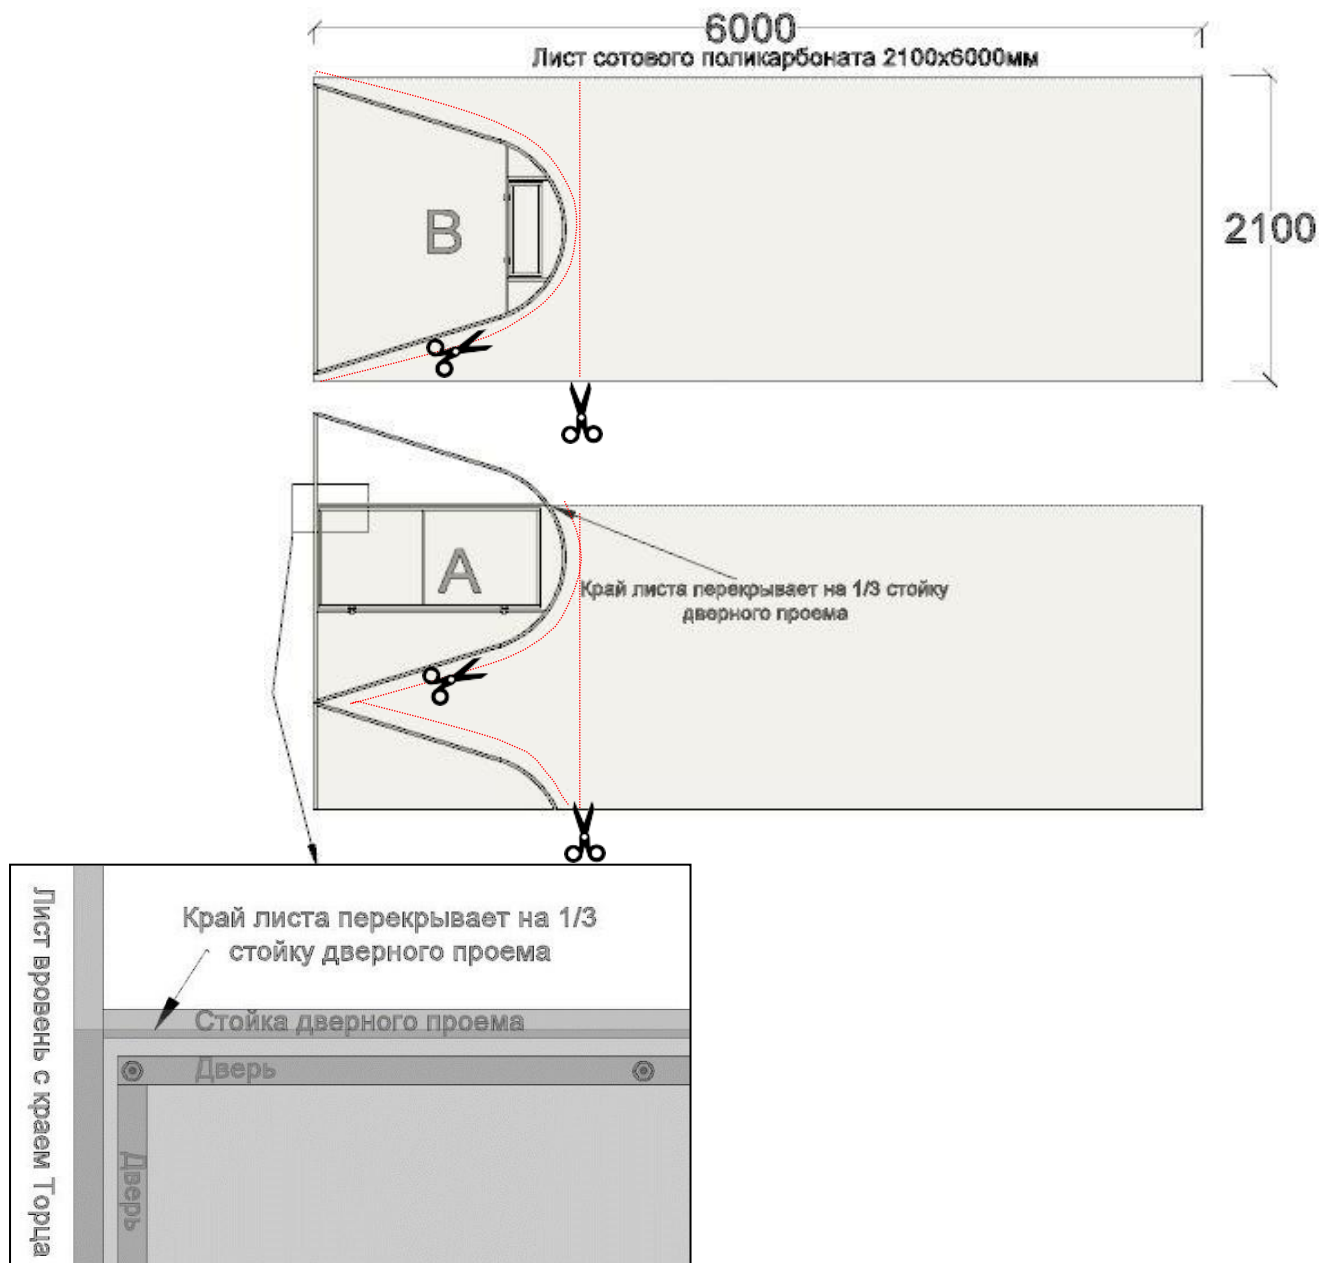 6000
Лист сотового поликарбоната 2100х6000мм
B
2100
A
Край листа перекрывает на 1/3 стойку
дверного проема
Лист вровень с краем Торца
Край листа перекрывает на 1/3
стойку дверного проема
Стойка дверного проема
Дверь
Дверь